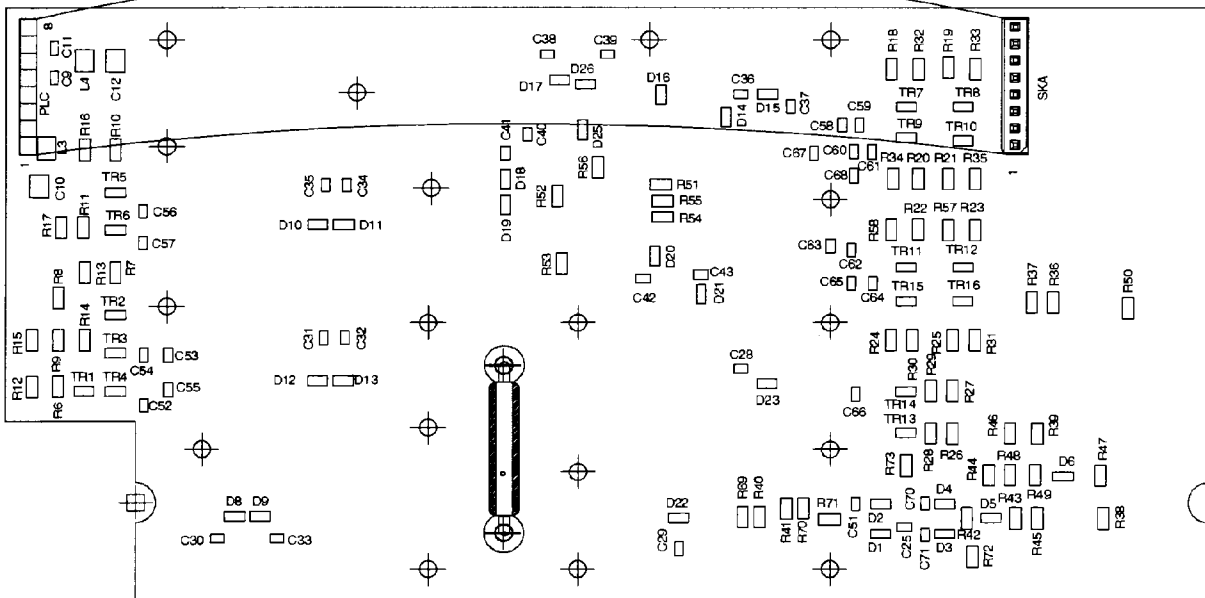 8
C11
C9
PLC
L4
C12
R16
R10
L3
1
C10
TR5
R11
R17
TR6
C56
C57
R8
R13
R7
TR2
R14
R15
R9
TR3
C54
C53
R12
R6
TR1
TR4
C55
C52
C35
C34
D10
D11
C31
C32
D12
D13
D8
D9
C30
C33
C38
C39
D17
D26
D16
C36
D15
C37
D14
C41
C40
D25
R56
D18
D19
R52
R51
R55
R54
R53
D20
C43
C42
D21
C28
D23
D22
C29
R69
R40
R41
R70
R71
C51
R18
R32
R19
R33
SKA
TR7
TR8
C59
C58
TR9
TR10
C67
C60
C61
C68
R34
R20
R21
R35
1
R58
R22
R57
R23
C63
C62
TR11
TR12
C65
C64
TR15
TR16
R37
R36
R50
R24
R30
R29
R25
R31
C66
TR14
R27
TR13
R28
R26
R46
R39
R73
R44
R48
R49
D6
R47
D2
C70
D4
D5
R43
R45
R38
D1
C25
C71
D3
R42
R72